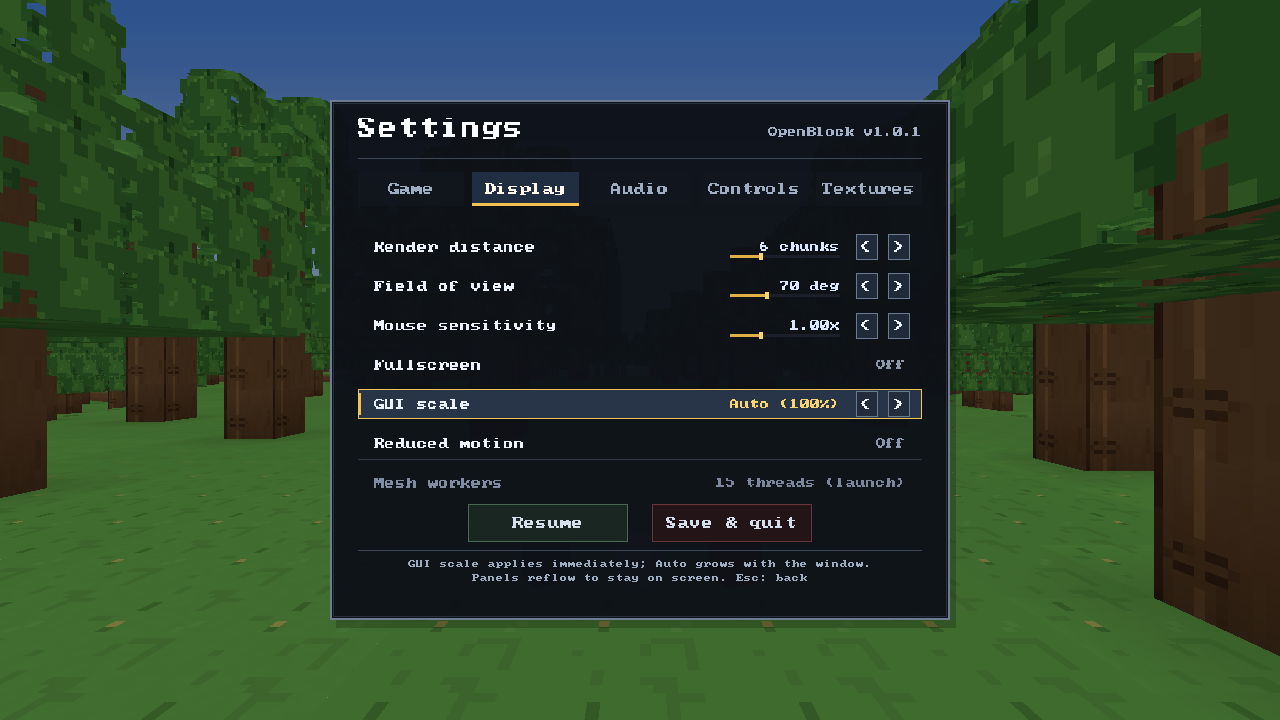 Settings
OpenBlock v1.0.1
Game Display Audio Controls Textures
Render distance 6 chunks < >
Field of view 70 deg < >
Mouse sensitivity 1.00x < >
Fullscreen Off
GUI scale Auto (100%) < >
Reduced motion Off
Mesh workers 15 threads (launch)
Resume Save & quit
GUI scale applies immediately; Auto grows with the window.
Panels reflow to stay on screen. Esc: back